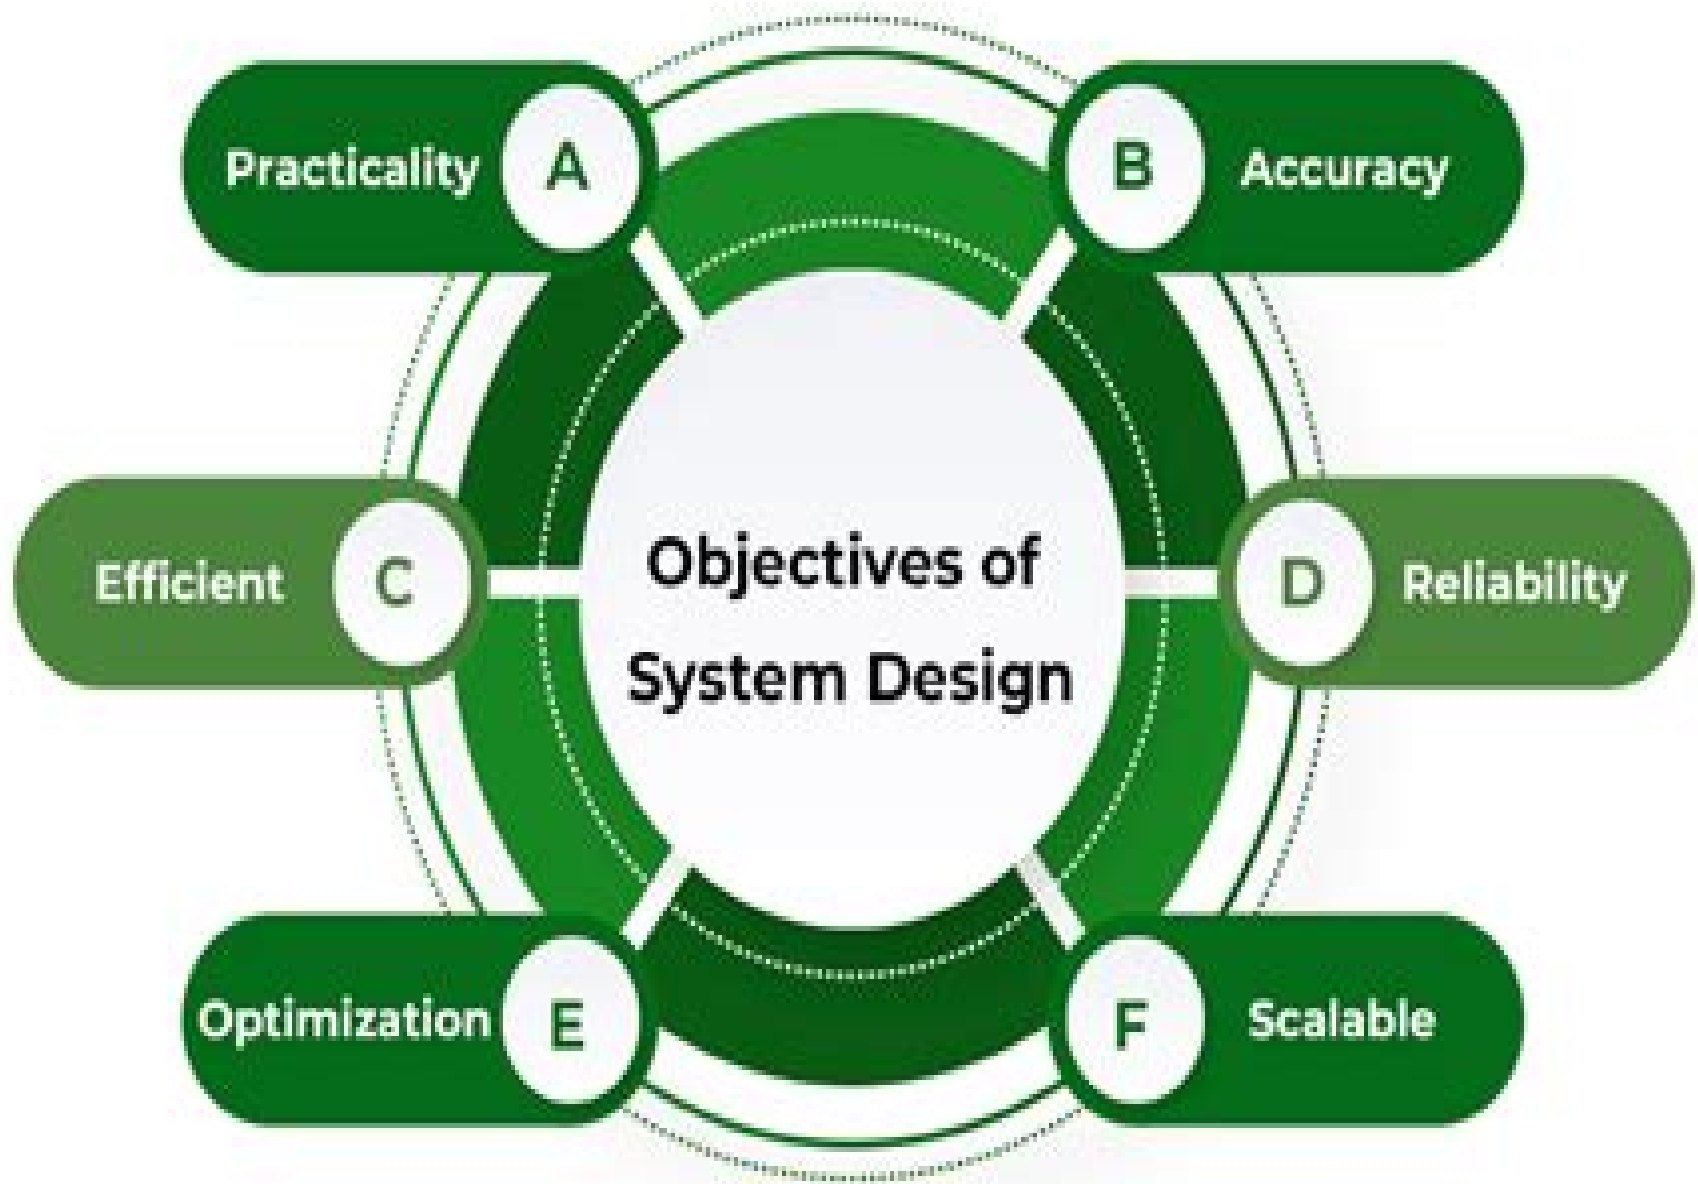 Practicality A
B Accuracy
Efficient C
Objectives of
System Design
D Reliability
Optimization E
F Scalable